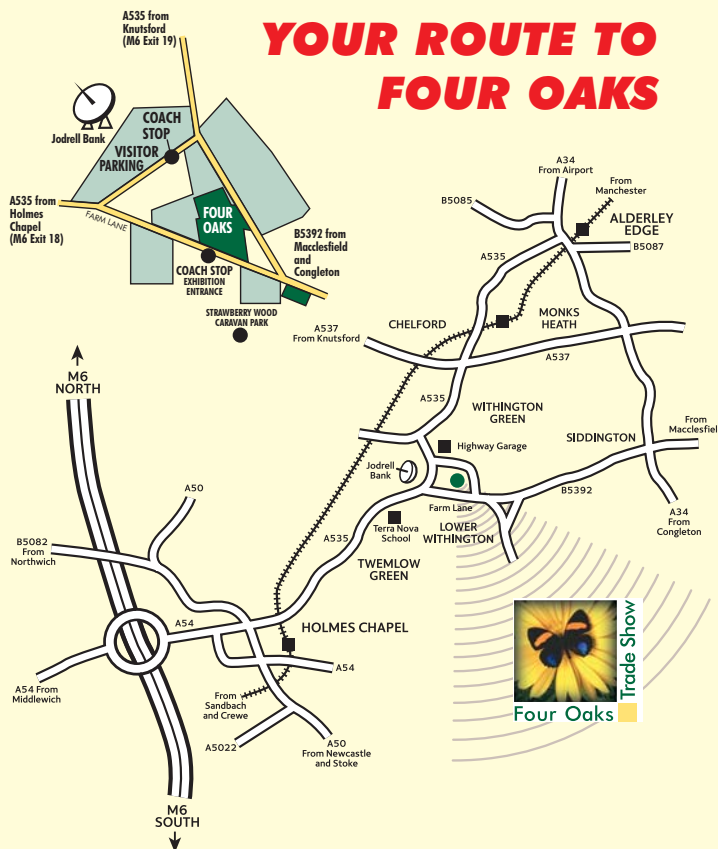 YOUR ROUTE TO
FOUR OAKS
A535 from
Knutsford
(M6 Exit 19)
Jodrell Bank
COACH
STOP
VISITOR
PARKING
A535 from
Holmes
Chapel
(M6 Exit 18)
FARM LANE
FOUR
OAKS
B5392 from
Macclesfield
and
Congleton
COACH STOP
EXHIBITION
ENTRANCE
STRAWBERRY WOOD
CARAVAN PARK
A34
From Airport
From
Manchester
B5085
ALDERLEY
EDGE
B5087
A535
MONKS
HEATH
CHELFORD
A537
From Knutsford
A537
A535
WITHINGTON
GREEN
From
Macclesfiel
SIDDINGTON
Highway Garage
Jodrell
Bank
B5392
Farm Lane
A34
From
Congleton
LOWER
WITHINGTON
Terra Nova
School
A535
TWEMLOW
GREEN
M6
NORTH
A50
B5082
From
Northwich
A54
HOLMES CHAPEL
A54
A54 From
Middlewich
From
Sandbach
and Crewe
A5022
A50
From Newcastle
and Stoke
M6
SOUTH
Four Oaks
Trade Show